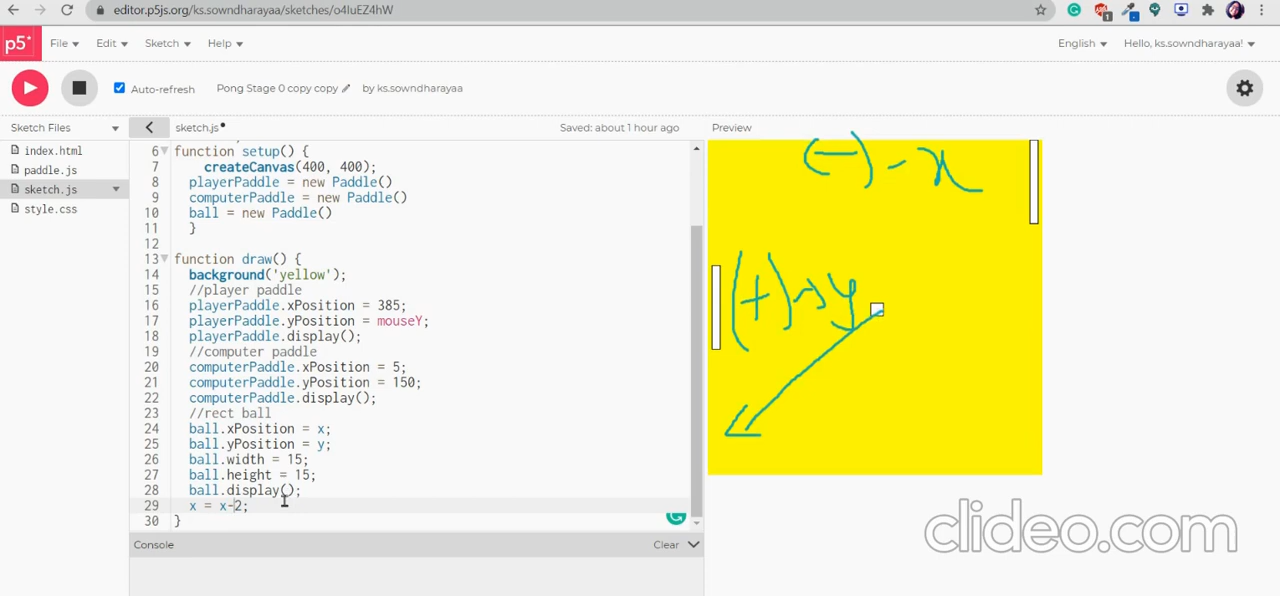 editor.p5js.org/ks.sowndharayaa/sketches/o4IuEZ4hW
p5* File Edit Sketch Help English Hello, ks.sowndharayaa!
Auto-refresh Pong Stage 0 copy copy by ks.sowndharayaa
Sketch Files sketch.js Saved: about 1 hour ago Preview
index.html
paddle.js
sketch.js
style.css
6 function setup() {
7 createCanvas(400, 400);
8 playerPaddle = new Paddle()
9 computerPaddle = new Paddle()
10 ball = new Paddle()
11 }
12
13 function draw() {
14 background('yellow');
15 //player paddle
16 playerPaddle.xPosition = 385;
17 playerPaddle.yPosition = mouseY;
18 playerPaddle.display();
19 //computer paddle
20 computerPaddle.xPosition = 5;
21 computerPaddle.yPosition = 150;
22 computerPaddle.display();
23 //rect ball
24 ball.xPosition = x;
25 ball.yPosition = y;
26 ball.width = 15;
27 ball.height = 15;
28 ball.display();
29 x = x-2;
30 }
(-) - x
(+) → y
Console Clear
clideo.com